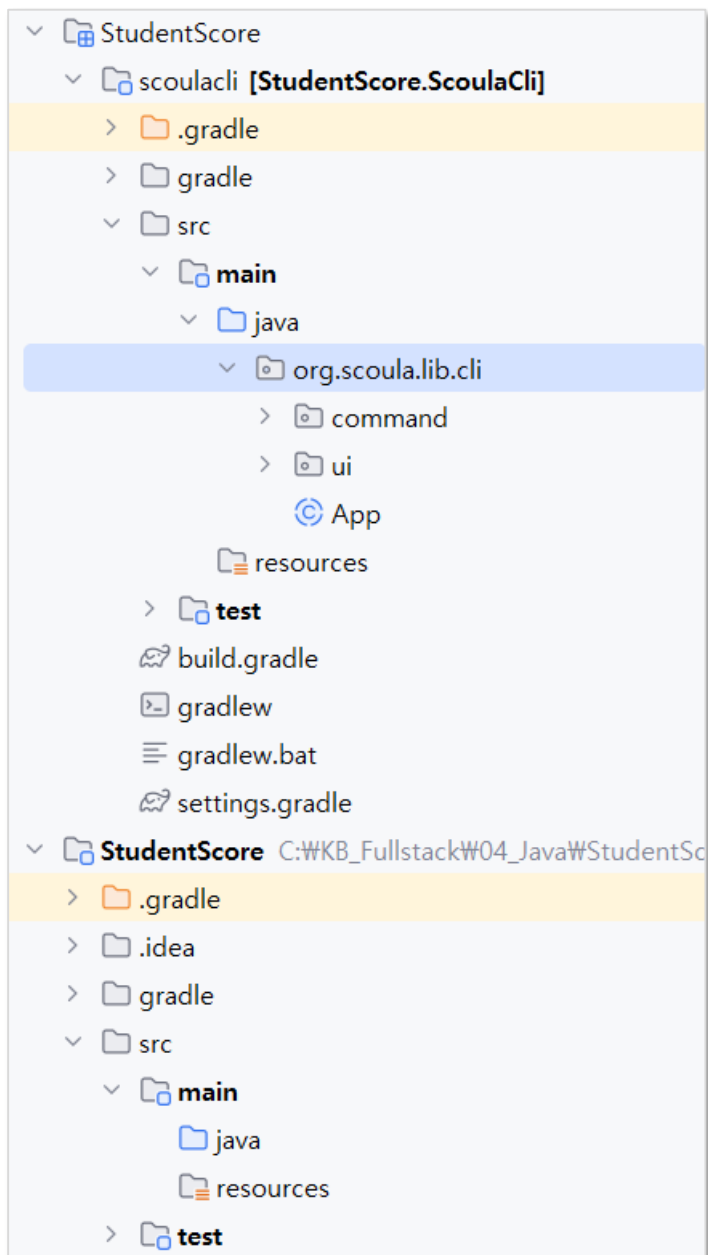 StudentScore
scoulacli [StudentScore.ScoulaCli]
.gradle
gradle
src
main
java
org.scoula.lib.cli
command
ui
App
resources
test
build.gradle
gradlew
gradlew.bat
settings.gradle
StudentScore C:₩KB_Fullstack₩04_Java₩StudentSc
.gradle
.idea
gradle
src
main
java
resources
test